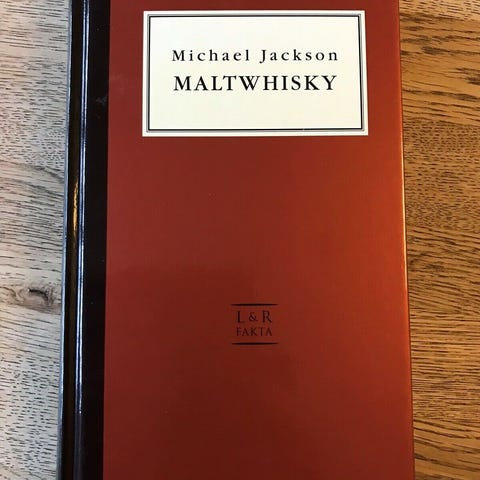 Michael Jackson
MALTWHISKY
L & R
FAKTA